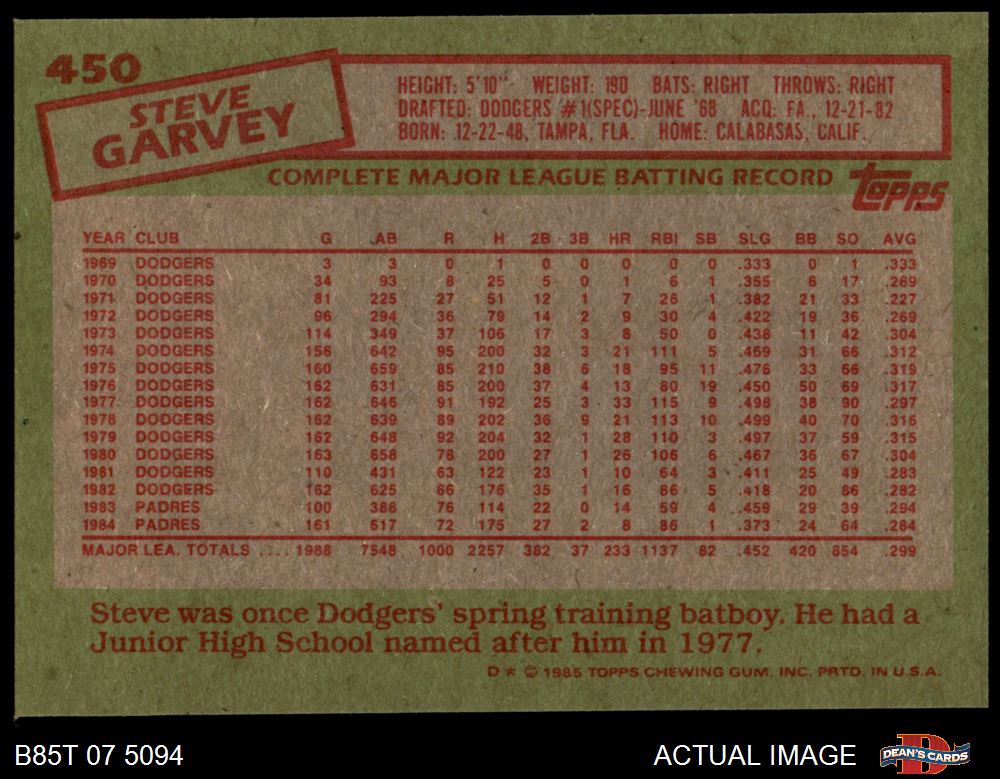 450
STEVE
GARVEY
HEIGHT: 5'10" WEIGHT: 190 BATS: RIGHT THROWS: RIGHT
DRAFTED: DODGERS #1(SPEC)-JUNE '68 ACQ: FA., 12-21-82
BORN: 12-22-48, TAMPA, FLA. HOME: CALABASAS, CALIF.
COMPLETE MAJOR LEAGUE BATTING RECORD
topps
YEAR CLUB G AB R H 2B 3B HR RBI SB SLG BB SO AVG
1969 DODGERS 3 3 0 1 0 0 0 0 0 .333 0 1 .333
1970 DODGERS 34 93 8 25 5 0 1 6 1 .355 6 17 .269
1971 DODGERS 81 225 27 51 12 1 7 26 1 .382 21 33 .227
1972 DODGERS 96 294 36 79 14 2 9 30 4 .422 19 36 .269
1973 DODGERS 114 349 37 106 17 3 8 50 0 .438 11 42 .304
1974 DODGERS 156 642 95 200 32 3 21 111 5 .469 31 66 .312
1975 DODGERS 160 659 85 210 38 6 18 95 11 .476 33 66 .319
1976 DODGERS 162 631 85 200 37 4 13 80 19 .450 50 69 .317
1977 DODGERS 162 646 91 192 25 3 33 115 9 .498 38 90 .297
1978 DODGERS 162 639 89 202 36 9 21 113 10 .499 40 70 .316
1979 DODGERS 162 648 92 204 32 1 28 110 3 .497 37 59 .315
1980 DODGERS 163 658 78 200 27 1 26 106 6 .467 36 67 .304
1981 DODGERS 110 431 63 122 23 1 10 64 3 .411 25 49 .283
1982 DODGERS 162 625 66 176 35 1 16 86 5 .418 20 86 .282
1983 PADRES 100 388 76 114 22 0 14 59 4 .459 29 39 .294
1984 PADRES 161 617 72 175 27 2 8 86 1 .373 24 64 .284
MAJOR LEA. TOTALS .... 1988 7548 1000 2257 382 37 233 1137 82 .452 420 854 .299
Steve was once Dodgers' spring training batboy. He had a
Junior High School named after him in 1977.
D * © 1985 TOPPS CHEWING GUM, INC. PRTD. IN U.S.A.
B85T 07 5094 ACTUAL IMAGE DEAN'S CARDS